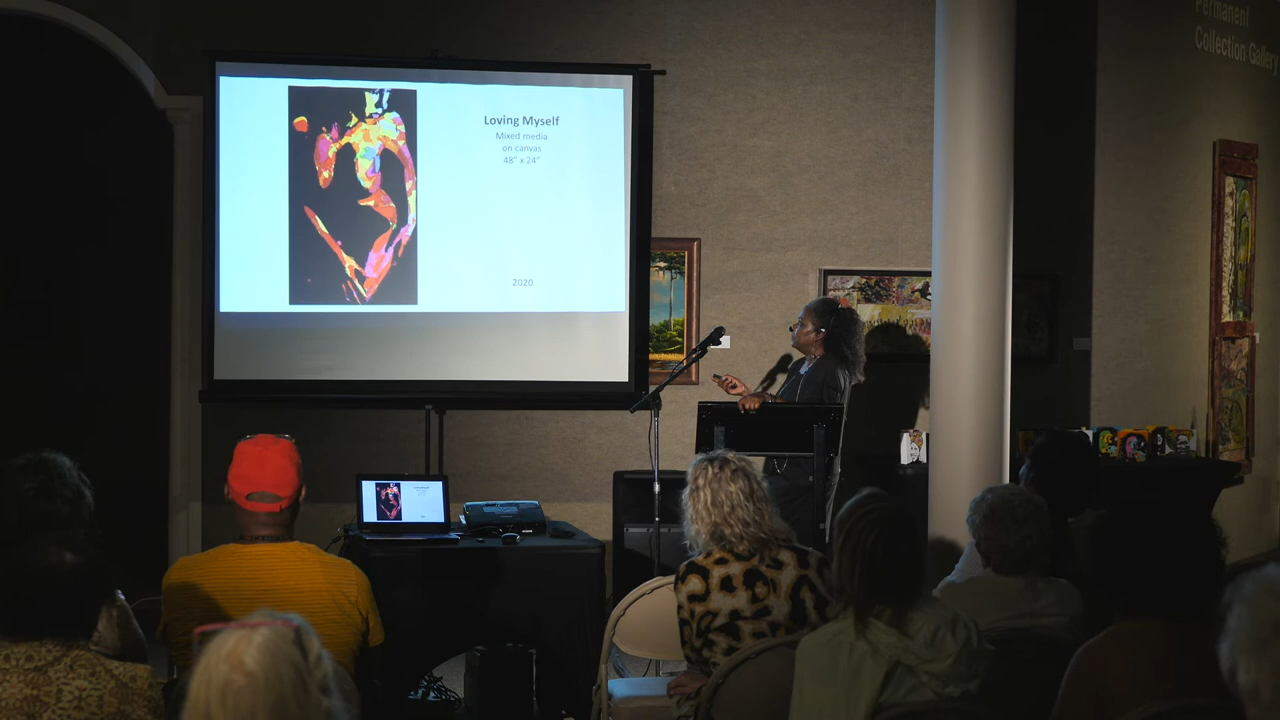 Permanent
Collection Gallery
Loving Myself
Mixed media
on canvas
48" x 24"
2020